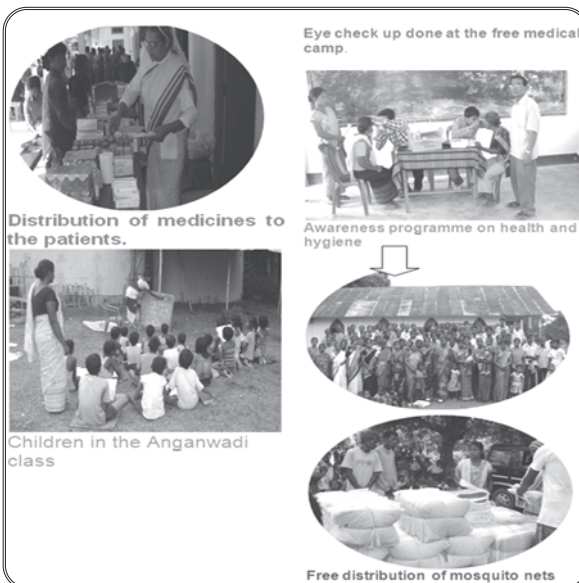 Distribution of medicines to
the patients.
Children in the Anganwadi
class
Eye check up done at the free medical
camp.
Awareness programme on health and
hygiene
Free distribution of mosquito nets